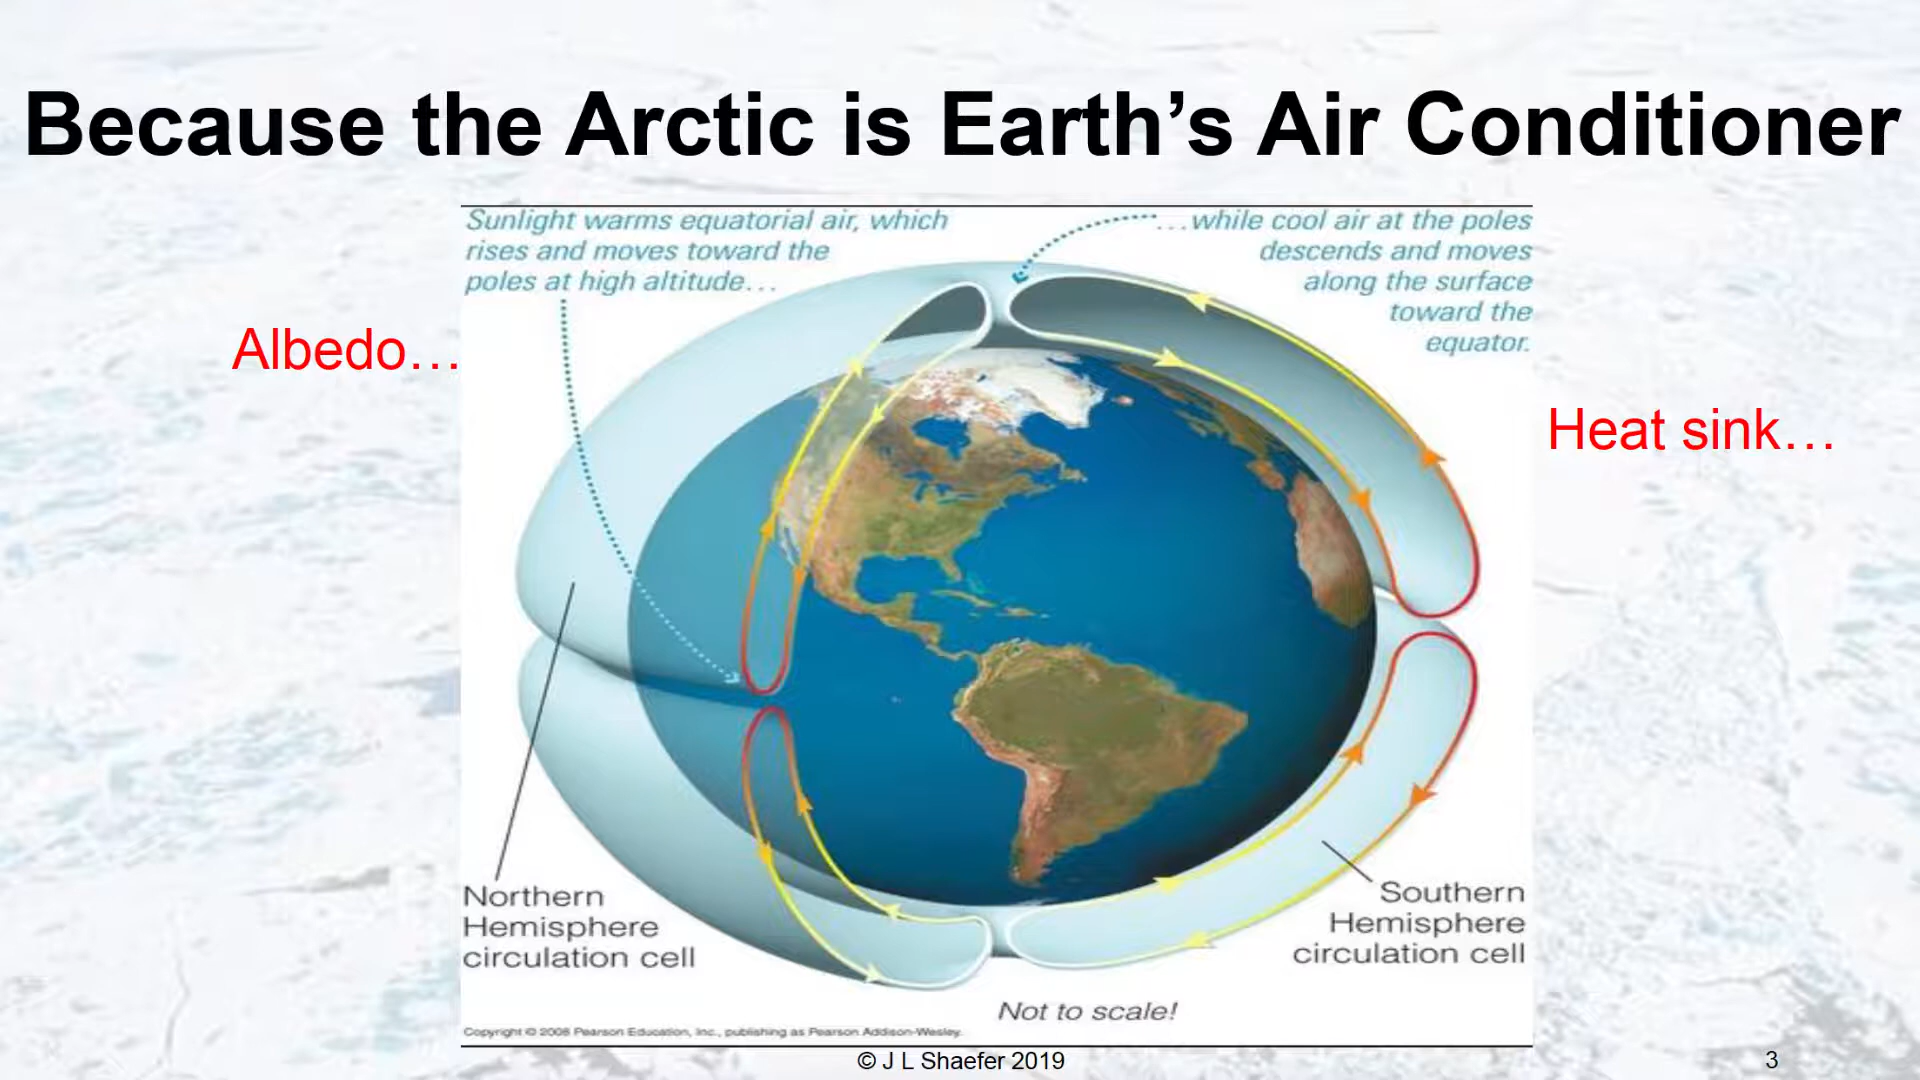 Because the Arctic is Earth’s Air Conditioner
Sunlight warms equatorial air, which
rises and moves toward the
poles at high altitude…
…while cool air at the poles
descends and moves
along the surface
toward the
equator.
Albedo…
Heat sink…
Northern
Hemisphere
circulation cell
Southern
Hemisphere
circulation cell
Not to scale!
Copyright © 2008 Pearson Education, Inc., publishing as Pearson Addison-Wesley.
© J L Shaefer 2019
3